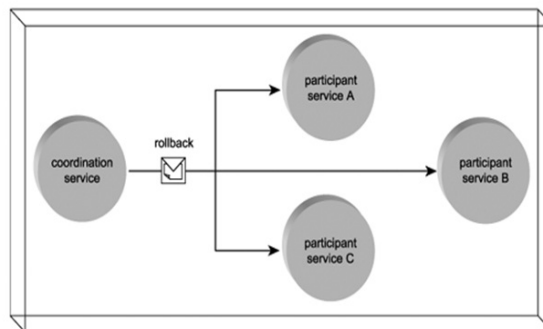 participant
service A
rollback
coordination
service
participant
service B
participant
service C